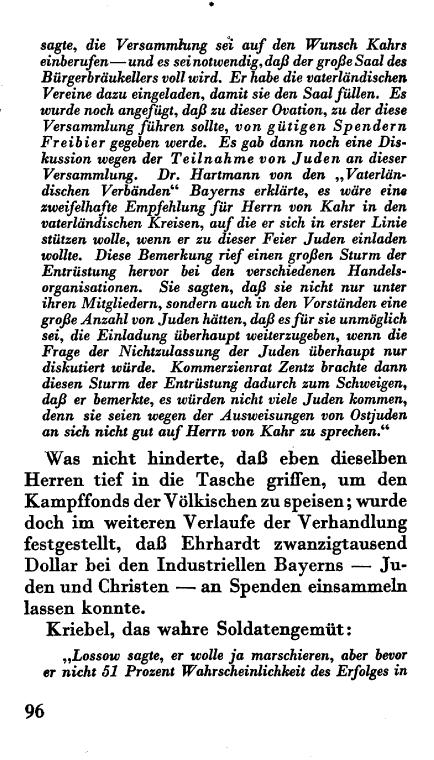 sagte, die Versammlung sei auf den Wunsch Kahrs
einberufen—und es sei notwendig, daß der große Saal des
Bürgerbräukellers voll wird. Er habe die vaterländischen
Vereine dazu eingeladen, damit sie den Saal füllen. Es
wurde noch angefügt, daß zu dieser Ovation, zu der diese
Versammlung führen sollte, von gütigen Spendern
Freibier gegeben werde. Es gab dann noch eine Dis-
kussion wegen der Teilnahme von Juden an dieser
Versammlung. Dr. Hartmann von den „Vaterlän-
dischen Verbänden“ Bayerns erklärte, es wäre eine
zweifelhafte Empfehlung für Herrn von Kahr in den
vaterländischen Kreisen, auf die er sich in erster Linie
stützen wolle, wenn er zu dieser Feier Juden einladen
wollte. Diese Bemerkung rief einen großen Sturm der
Entrüstung hervor bei den verschiedenen Handels-
organisationen. Sie sagten, daß sie nicht nur unter
ihren Mitgliedern, sondern auch in den Vorständen eine
große Anzahl von Juden hätten, daß es für sie unmöglich
sei, die Einladung überhaupt weiterzugeben, wenn die
Frage der Nichtzulassung der Juden überhaupt nur
diskutiert würde. Kommerzienrat Zentz brachte dann
diesen Sturm der Entrüstung dadurch zum Schweigen,
daß er bemerkte, es würden nicht viele Juden kommen,
denn sie seien wegen der Ausweisungen von Ostjuden
an sich nicht gut auf Herrn von Kahr zu sprechen.“
Was nicht hinderte, daß eben dieselben
Herren tief in die Tasche griffen, um den
Kampffonds der Völkischen zu speisen; wurde
doch im weiteren Verlaufe der Verhandlung
festgestellt, daß Ehrhardt zwanzigtausend
Dollar bei den Industriellen Bayerns — Ju-
den und Christen — an Spenden einsammeln
lassen konnte.
Kriebel, das wahre Soldatengemüt:
„Lossow sagte, er wolle ja marschieren, aber bevor
er nicht 51 Prozent Wahrscheinlichkeit des Erfolges in
96